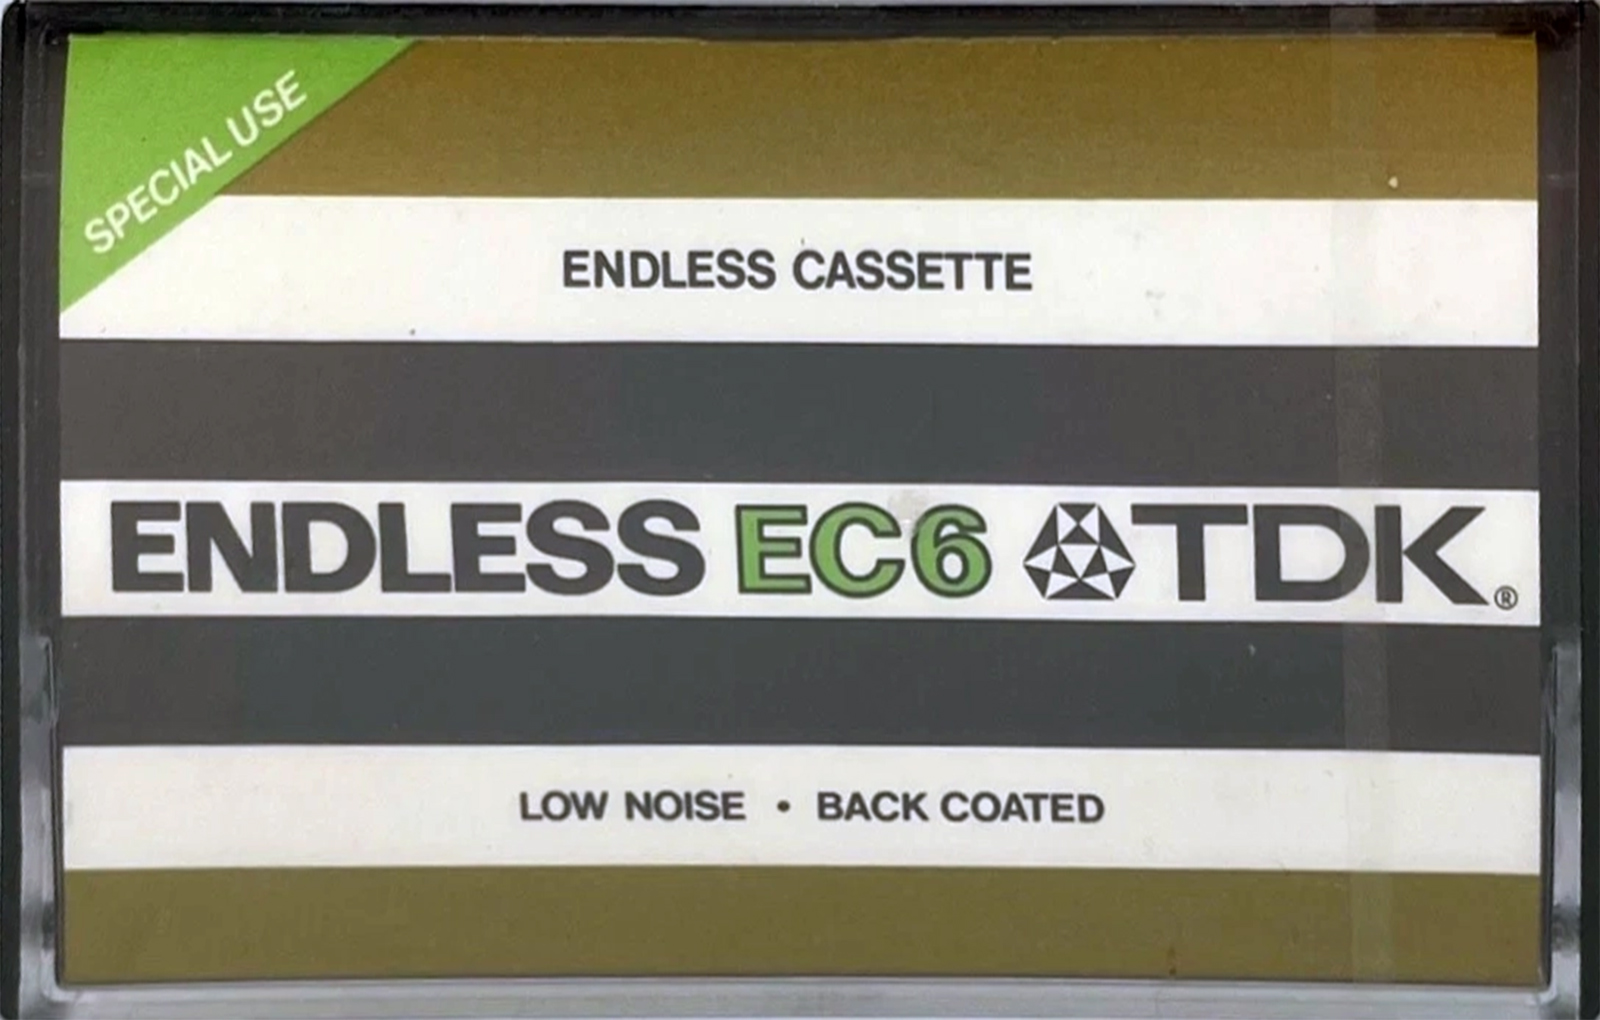 SPECIAL USE
ENDLESS CASSETTE
ENDLESS EC6 TDK®
LOW NOISE • BACK COATED